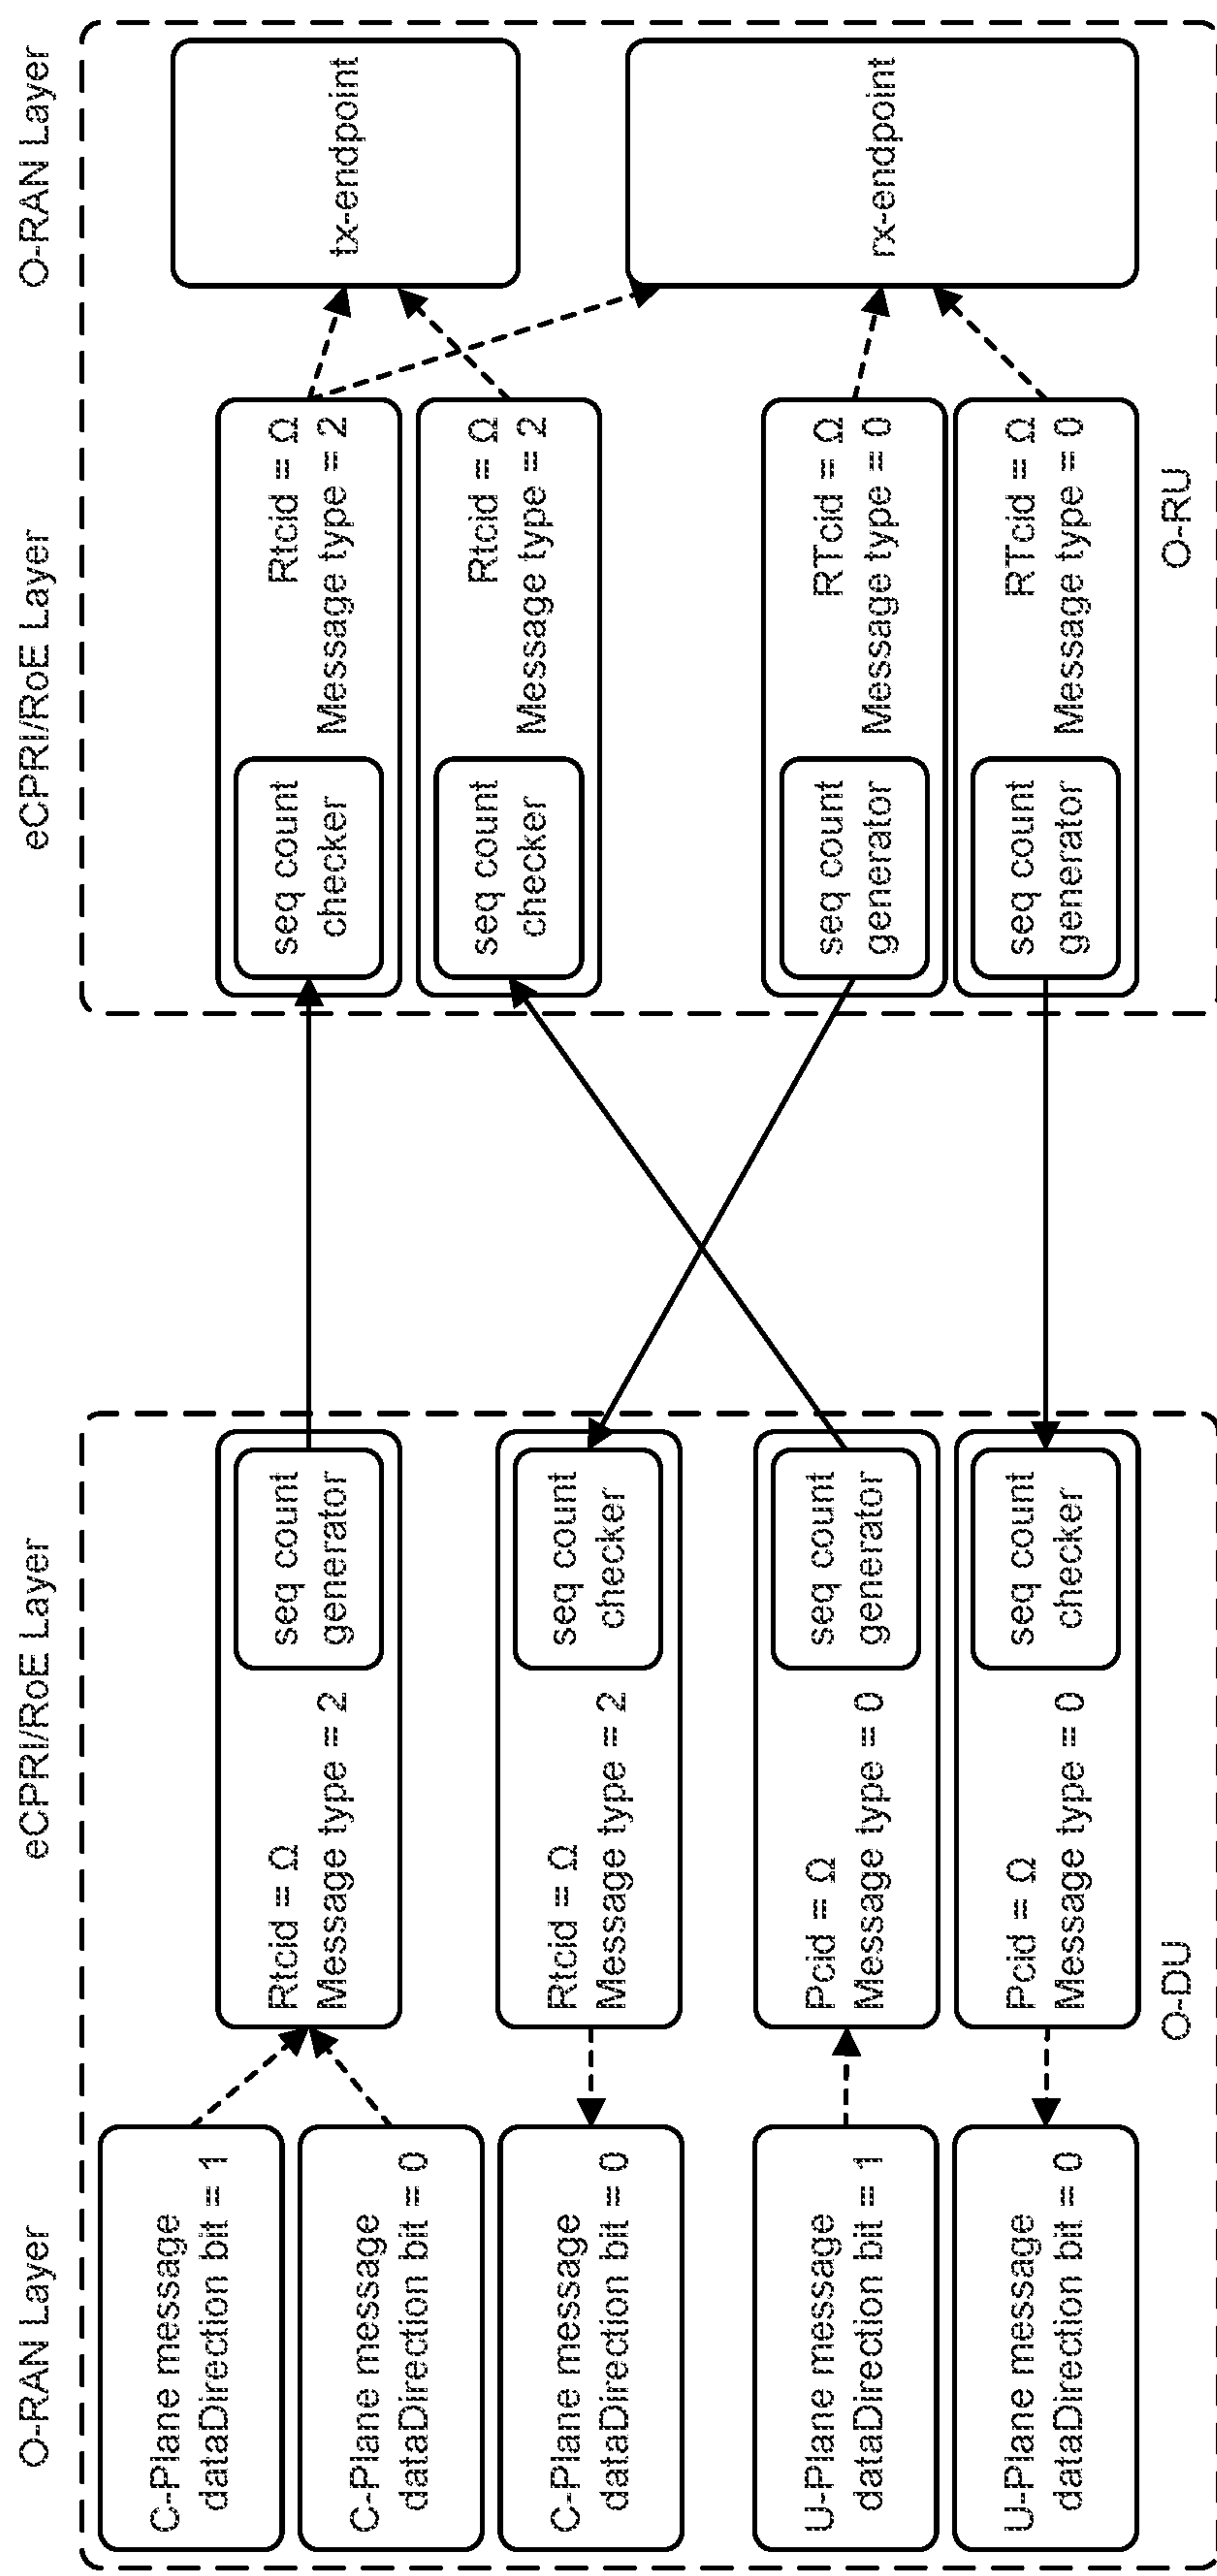 O-RAN Layer
eCPRI/RoE Layer
eCPRI/RoE Layer
O-RAN Layer
C-Plane message
dataDirection bit = 1
C-Plane message
dataDirection bit = 0
C-Plane message
dataDirection bit = 0
U-Plane message
dataDirection bit = 1
U-Plane message
dataDirection bit = 0
Rtcid = Ω
Message type = 2
seq count
generator
Rtcid = Ω
Message type = 2
seq count
checker
Pcid = Ω
Message type = 0
seq count
generator
Pcid = Ω
Message type = 0
seq count
checker
O-DU
seq count
checker
Rtcid = Ω
Message type = 2
seq count
checker
Rtcid = Ω
Message type = 2
seq count
generator
RTcid = Ω
Message type = 0
seq count
generator
RTcid = Ω
Message type = 0
tx-endpoint
rx-endpoint
O-RU